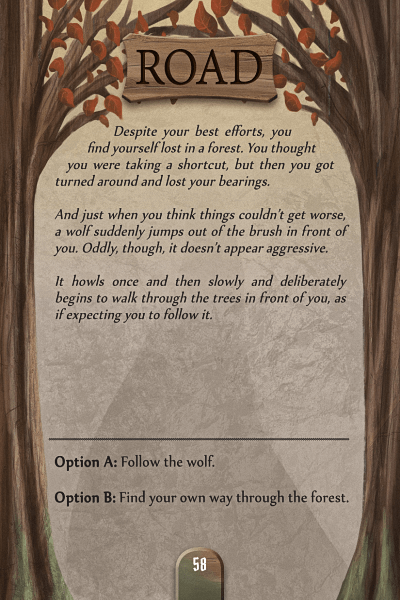 ROAD
Despite your best efforts, you
find yourself lost in a forest. You thought
you were taking a shortcut, but then you got
turned around and lost your bearings.
And just when you think things couldn't get worse,
a wolf suddenly jumps out of the brush in front of
you. Oddly, though, it doesn't appear aggressive.
It howls once and then slowly and deliberately
begins to walk through the trees in front of you, as
if expecting you to follow it.
Option A: Follow the wolf.
Option B: Find your own way through the forest.
58